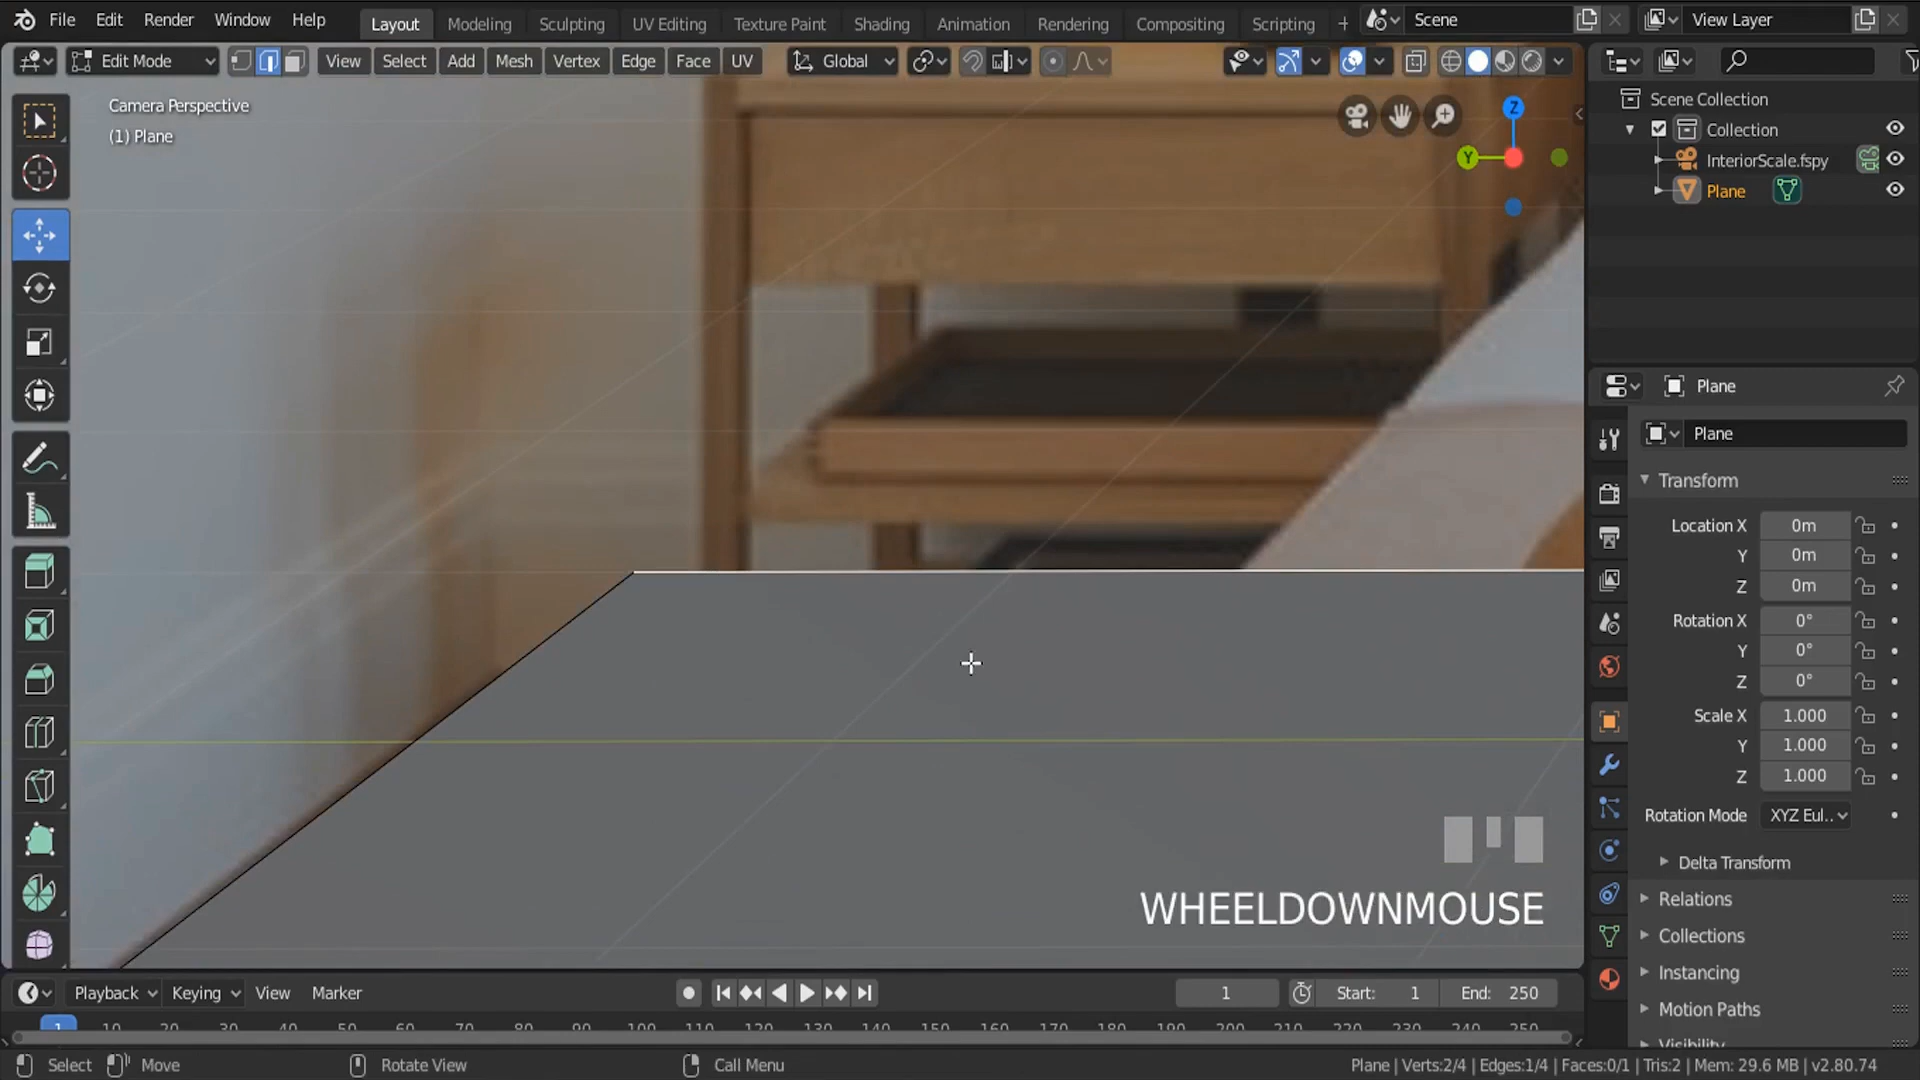 File Edit Render Window Help Layout Modeling Sculpting UV Editing Texture Paint Shading Animation Rendering Compositing Scripting + Scene View Layer
Edit Mode View Select Add Mesh Vertex Edge Face UV Global
Camera Perspective
(1) Plane
Z
Y
Scene Collection
Collection
InteriorScale.fspy
Plane
Plane
Plane
Transform
Location X 0m
Y 0m
Z 0m
Rotation X 0°
Y 0°
Z 0°
Scale X 1.000
Y 1.000
Z 1.000
Rotation Mode XYZ Eul..
Delta Transform
Relations
Collections
Instancing
Motion Paths
Visibility
WHEELDOWNMOUSE
Playback Keying View Marker 1 Start: 1 End: 250
1 10 20 30 40 50 60 70 80 90 100 110 120 130 140 150 160 170 180 190 200 210 220 230 240 250
Select Move Rotate View Call Menu Plane | Verts:2/4 | Edges:1/4 | Faces:0/1 | Tris:2 | Mem: 29.6 MB | v2.80.74